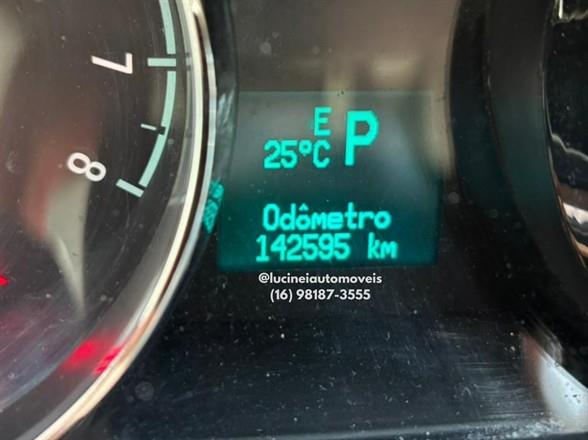 7
8
E
25°C P
Odômetro
142595 km
@lucineiautomoveis
(16) 98187-3555